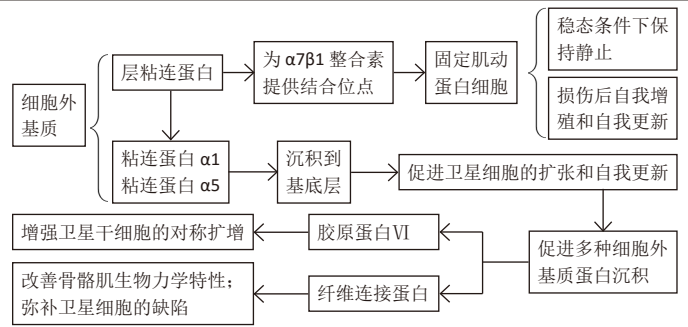 细胞外
基质
层粘连蛋白
为 α7β1 整合素
提供结合位点
固定肌动
蛋白细胞
稳态条件下保
持静止
损伤后自我增
殖和自我更新
粘连蛋白 α1
粘连蛋白 α5
沉积到
基底层
促进卫星细胞的扩张和自我更新
促进多种细胞外
基质蛋白沉积
胶原蛋白Ⅵ
增强卫星干细胞的对称扩增
纤维连接蛋白
改善骨骼肌生物力学特性；
弥补卫星细胞的缺陷